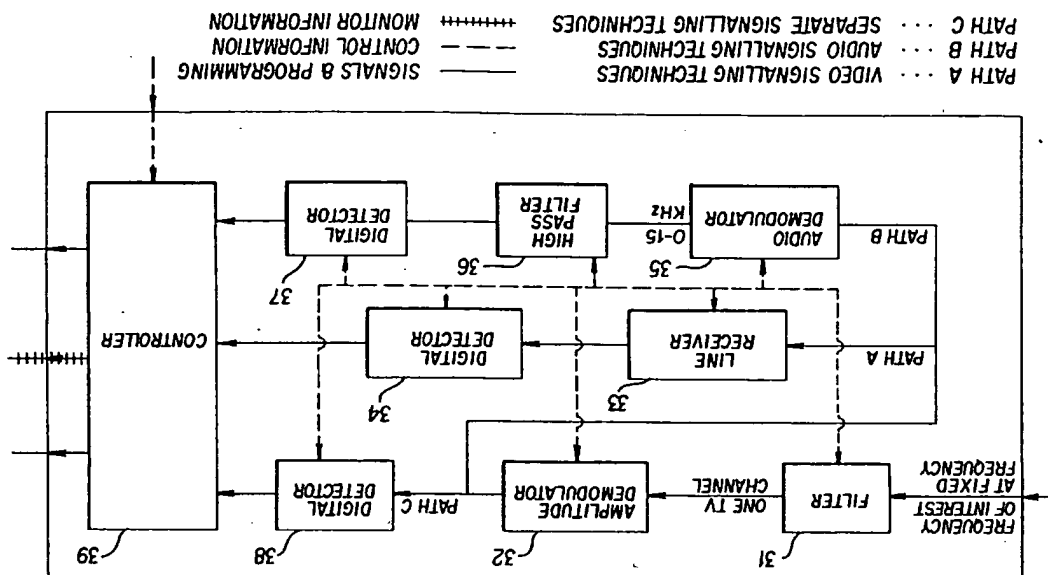 31
32
38
39
FREQUENCY
OF INTEREST
AT FIXED
FREQUENCY
FILTER
ONE TV
CHANNEL
AMPLITUDE
DEMODULATOR
PATH C
DIGITAL
DETECTOR
CONTROLLER
33
34
PATH A
LINE
RECEIVER
DIGITAL
DETECTOR
35
36
37
PATH B
AUDIO
DEMODULATOR
0-15
KHz
HIGH
PASS
FILTER
DIGITAL
DETECTOR
PATH A ··· VIDEO SIGNALLING TECHNIQUES
PATH B ··· AUDIO SIGNALLING TECHNIQUES
PATH C ··· SEPARATE SIGNALLING TECHNIQUES
SIGNALS & PROGRAMMING
CONTROL INFORMATION
MONITOR INFORMATION